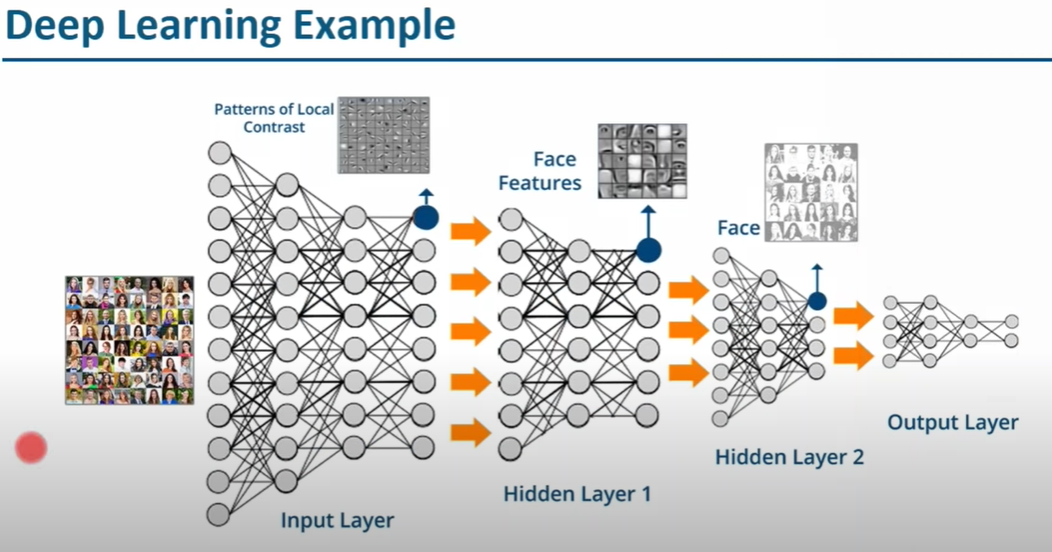 Deep Learning Example
Patterns of Local
Contrast
Face
Features
Face
Input Layer
Hidden Layer 1
Hidden Layer 2
Output Layer